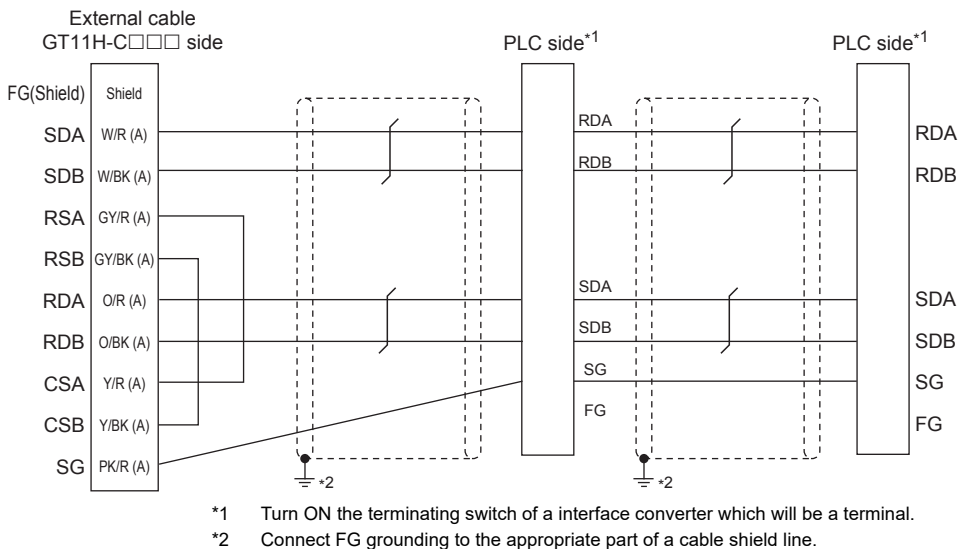 External cable
GT11H-C□□□ side
PLC side*1
PLC side*1
FG(Shield) Shield
SDA W/R (A) RDA RDA
SDB W/BK (A) RDB RDB
RSA GY/R (A)
RSB GY/BK (A)
RDA O/R (A) SDA SDA
RDB O/BK (A) SDB SDB
CSA Y/R (A) SG SG
CSB Y/BK (A) FG FG
SG PK/R (A)
*2 *2
*1 Turn ON the terminating switch of a interface converter which will be a terminal.
*2 Connect FG grounding to the appropriate part of a cable shield line.